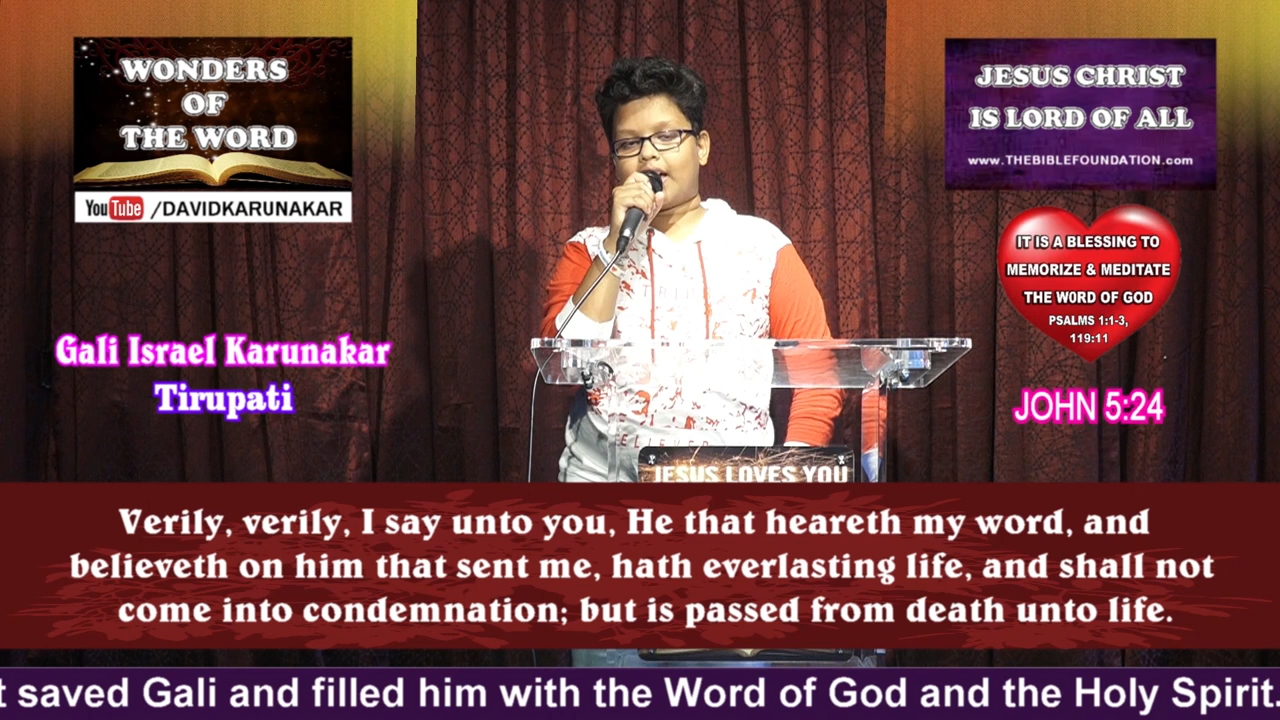 WONDERS
OF
THE WORD
YouTube /DAVIDKARUNAKAR
JESUS CHRIST
IS LORD OF ALL
www.THEBIBLEFOUNDATION.com
IT IS A BLESSING TO
MEMORIZE & MEDITATE
THE WORD OF GOD
PSALMS 1:1-3,
119:11
Gali Israel Karunakar
Tirupati
JOHN 5:24
BELIEVER
JESUS LOVES YOU
Verily, verily, I say unto you, He that heareth my word, and
believeth on him that sent me, hath everlasting life, and shall not
come into condemnation; but is passed from death unto life.
t saved Gali and filled him with the Word of God and the Holy Spirit.